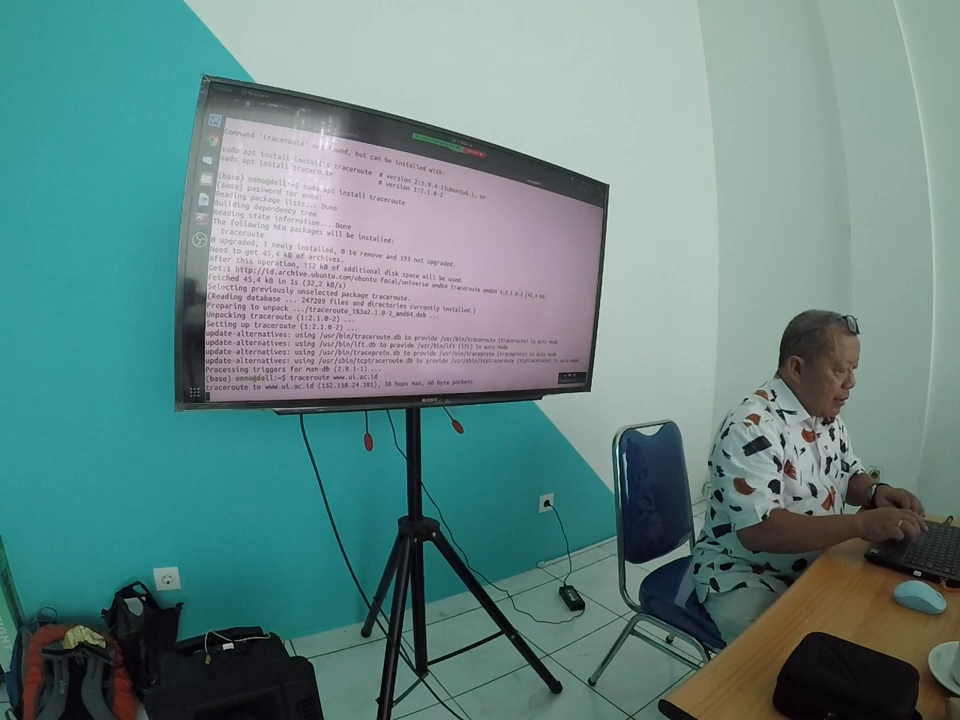 Command 'traceroute' not found, but can be installed with:
sudo apt install inetutils-traceroute # version 2:1.9.4-11ubuntu0.1, or
sudo apt install traceroute # version 1:2.1.0-2
(base) onno@dell:~$ sudo apt install traceroute
[sudo] password for onno:
Reading package lists... Done
Building dependency tree
Reading state information... Done
The following NEW packages will be installed:
traceroute
0 upgraded, 1 newly installed, 0 to remove and 193 not upgraded.
Need to get 45,4 kB of archives.
After this operation, 152 kB of additional disk space will be used.
Get:1 http://id.archive.ubuntu.com/ubuntu focal/universe amd64 traceroute amd64 1:2.1.0-2 [45,4 kB]
Fetched 45,4 kB in 1s (32,2 kB/s)
Selecting previously unselected package traceroute.
(Reading database ... 247209 files and directories currently installed.)
Preparing to unpack .../traceroute_1%3a2.1.0-2_amd64.deb ...
Unpacking traceroute (1:2.1.0-2) ...
Setting up traceroute (1:2.1.0-2) ...
update-alternatives: using /usr/bin/traceroute.db to provide /usr/bin/traceroute (traceroute) in auto mode
update-alternatives: using /usr/bin/lft.db to provide /usr/bin/lft (lft) in auto mode
update-alternatives: using /usr/bin/traceproto.db to provide /usr/bin/traceproto (traceproto) in auto mode
update-alternatives: using /usr/sbin/tcptraceroute.db to provide /usr/sbin/tcptraceroute (tcptraceroute) in auto mode
Processing triggers for man-db (2.9.1-1) ...
(base) onno@dell:~$ traceroute www.ui.ac.id
traceroute to www.ui.ac.id (152.118.24.181), 30 hops max, 60 byte packets